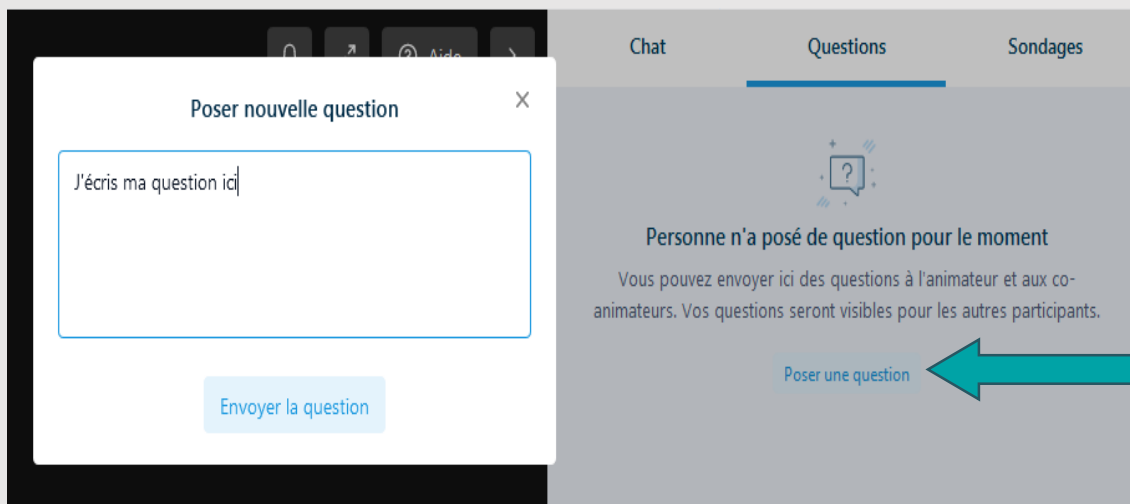 Aide
Poser nouvelle question
J'écris ma question ici
Envoyer la question
Chat
Questions
Sondages
Personne n'a posé de question pour le moment
Vous pouvez envoyer ici des questions à l'animateur et aux co-
animateurs. Vos questions seront visibles pour les autres participants.
Poser une question